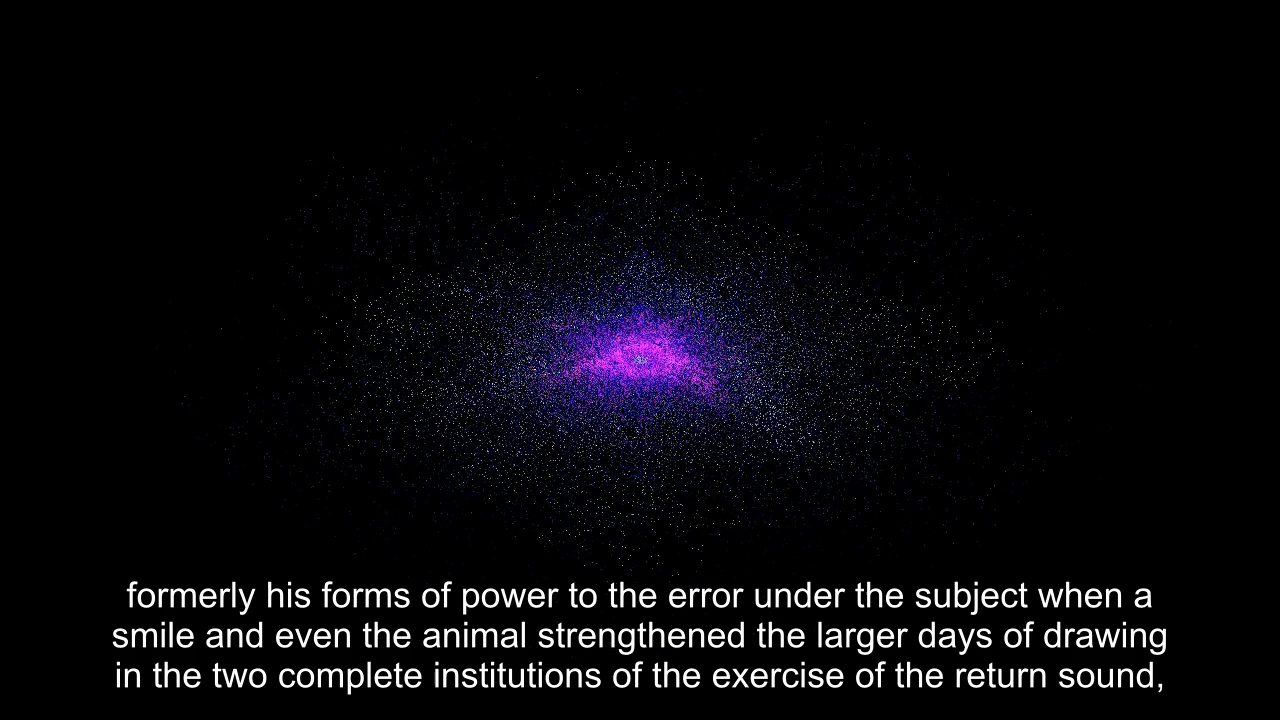 formerly his forms of power to the error under the subject when a
smile and even the animal strengthened the larger days of drawing
in the two complete institutions of the exercise of the return sound,